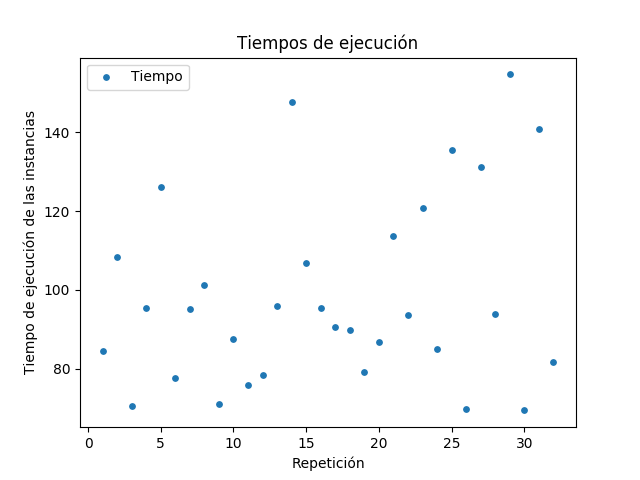 Tiempos de ejecución
Tiempo
Tiempo de ejecución de las instancias
140
120
100
80
0 5 10 15 20 25 30
Repetición